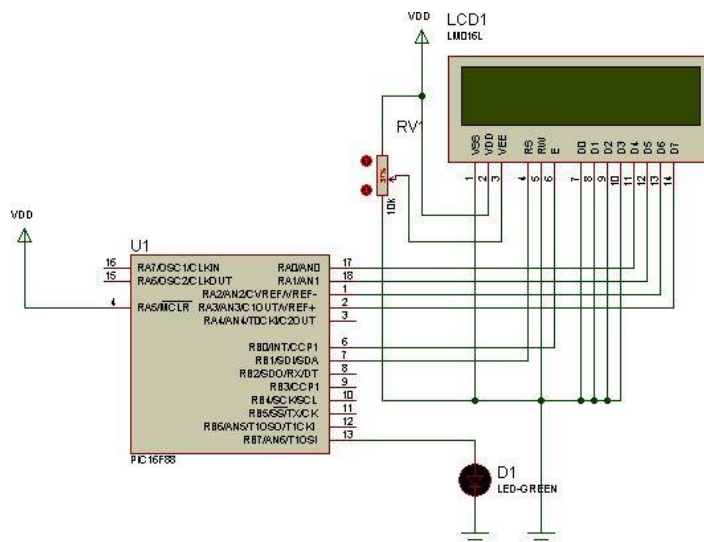 VDD
LCD1
LM016L
VSS
VDD
VEE
RS
RW
E
D0
D1
D2
D3
D4
D5
D6
D7
1
2
3
4
5
6
7
8
9
10
11
12
13
14
RV1
10k
VDD
U1
16 RA7/OSC1/CLKIN RA0/AN0 17
15 RA6/OSC2/CLKOUT RA1/AN1 18
RA2/AN2/CVREF/VREF- 1
4 RA5/MCLR RA3/AN3/C1OUT/VREF+ 2
RA4/AN4/T0CKI/C2OUT 3
RB0/INT/CCP1 6
RB1/SDI/SDA 7
RB2/SDO/RX/DT 8
RB3/CCP1 9
RB4/SCK/SCL 10
RB5/SS/TX/CK 11
RB6/AN5/T1OSO/T1CKI 12
RB7/AN6/T1OSI 13
PIC16F88
D1
LED-GREEN